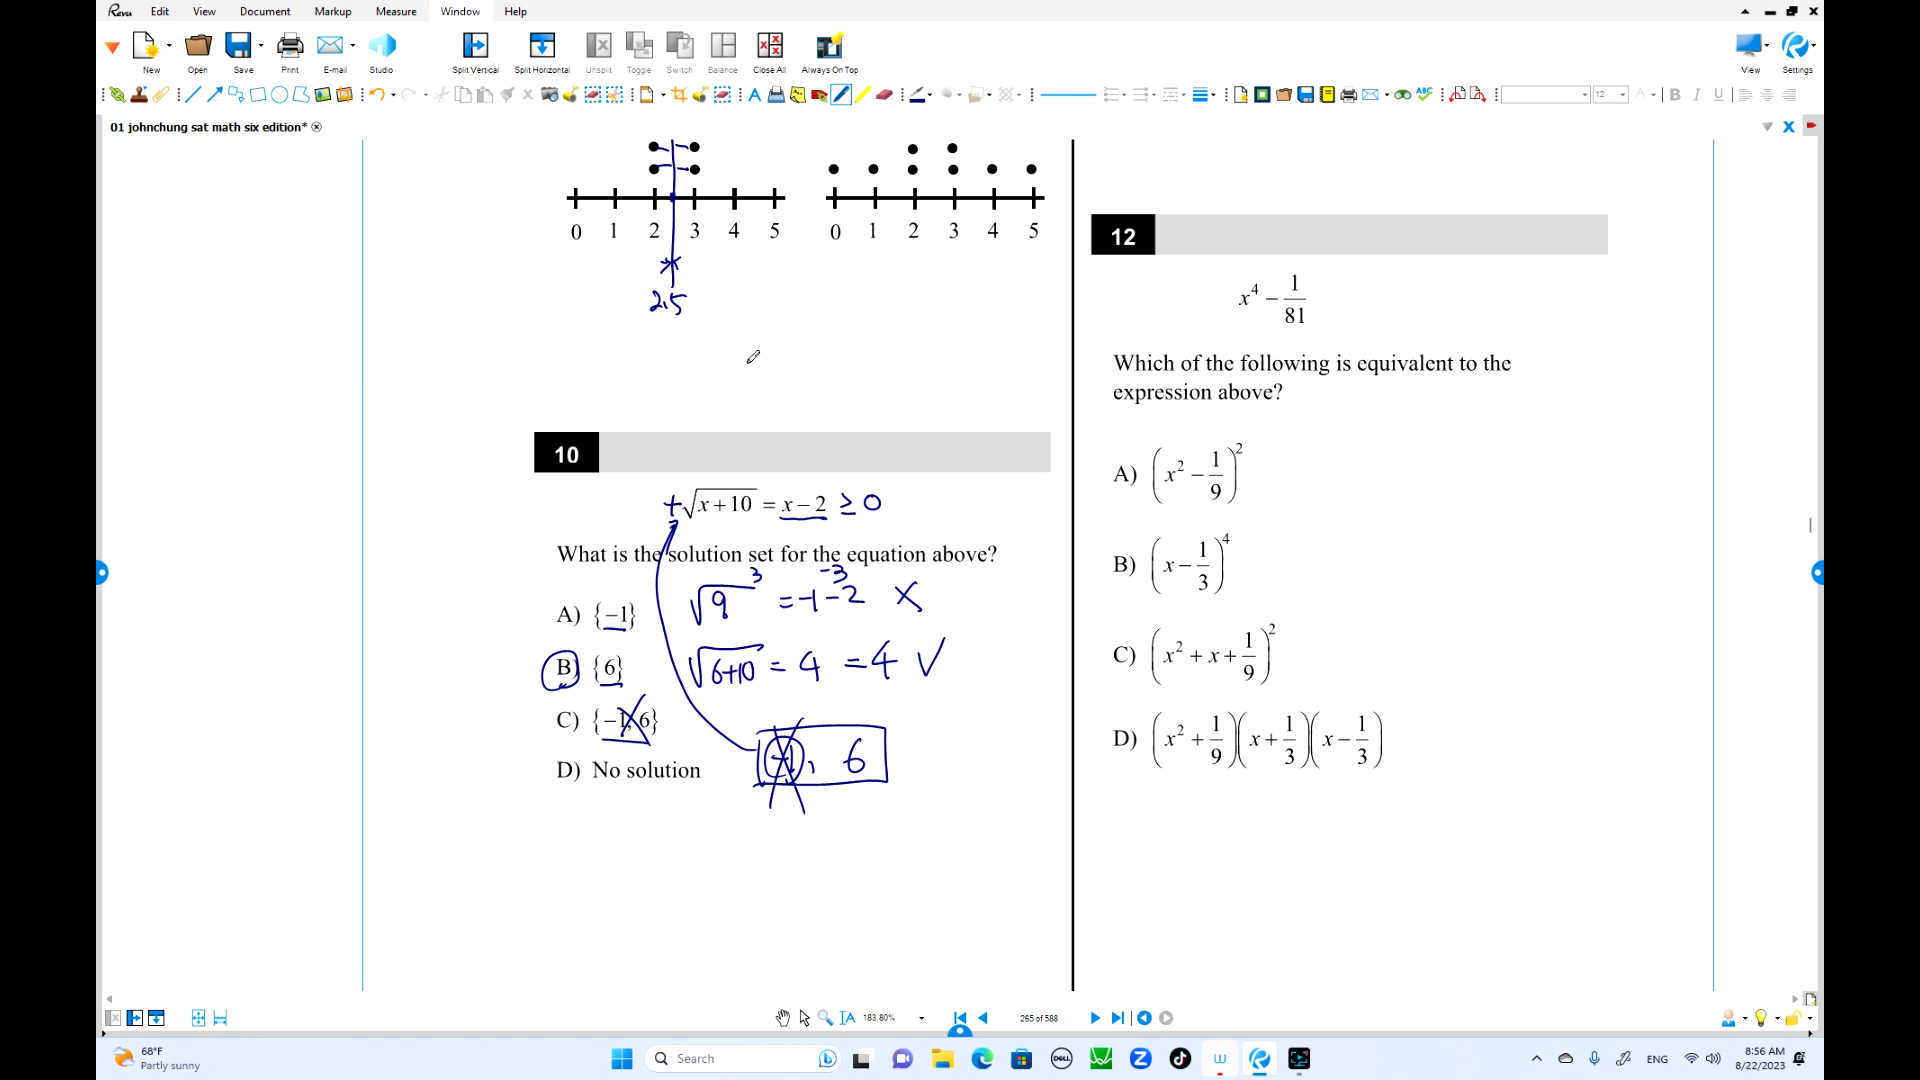 Revu File Edit View Document Markup Measure Window Help
New Open Save Print E-mail Studio Split Vertical Split Horizontal Unsplit Toggle Switch Balance Close All Always On Top View Settings
12 A B I U
01 johnchung sat math six edition*
0 1 2 3 4 5
0 1 2 3 4 5
2.5
10
+√x+10 = x−2 ≥ 0
What is the solution set for the equation above?
3 -3
√9 = -1-2 X
A) {−1}
B) {6}
√6+10 = 4 = 4 ✓
C) {−1, 6}
-1, 6
D) No solution
12
x⁴ − 1/81
Which of the following is equivalent to the
expression above?
A) (x² − 1/9)²
B) (x − 1/3)⁴
C) (x² + x + 1/9)²
D) (x² + 1/9)(x + 1/3)(x − 1/3)
183.80% 265 of 588
68°F
Partly sunny
Search
DELL
ENG
8:56 AM
8/22/2023